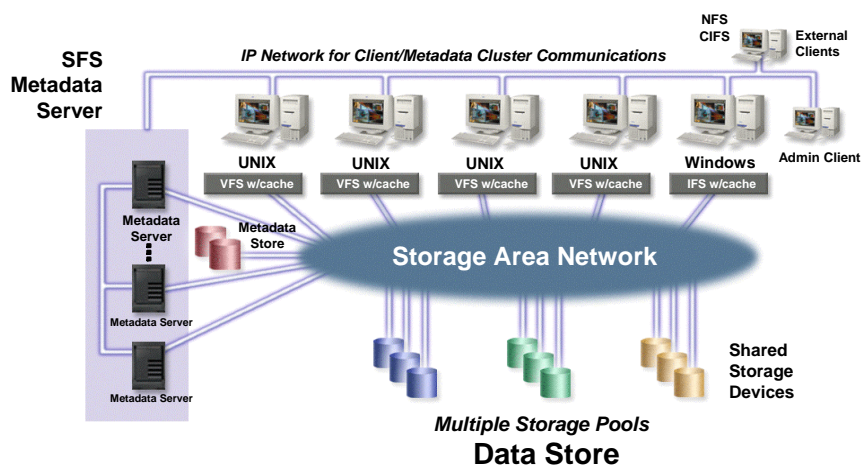 NFS
CIFS
External
Clients
IP Network for Client/Metadata Cluster Communications
SFS
Metadata
Server
Admin Client
UNIX
UNIX
UNIX
UNIX
Windows
VFS w/cache
VFS w/cache
VFS w/cache
VFS w/cache
IFS w/cache
Metadata
Server
Metadata
Store
Storage Area Network
Metadata Server
Metadata Server
Shared
Storage
Devices
Multiple Storage Pools
Data Store